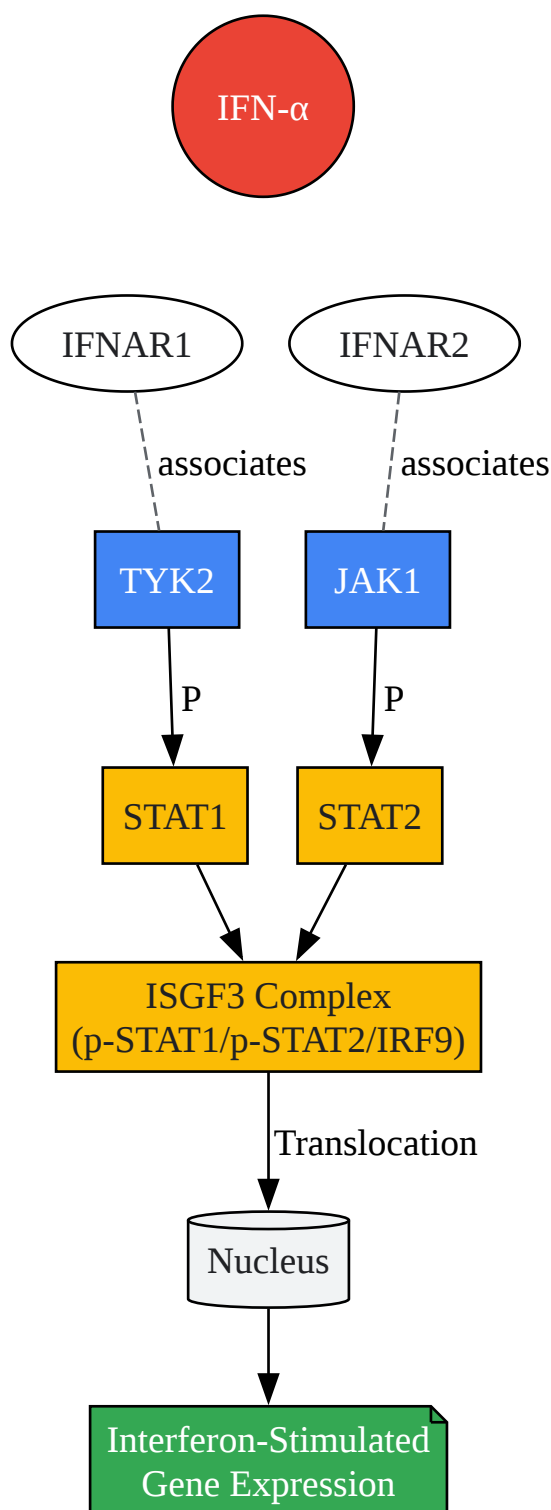 IFN-α
IFNAR1
IFNAR2
associates
associates
TYK2
JAK1
P
P
STAT1
STAT2
ISGF3 Complex
(p-STAT1/p-STAT2/IRF9)
Translocation
Nucleus
Interferon-Stimulated
Gene Expression